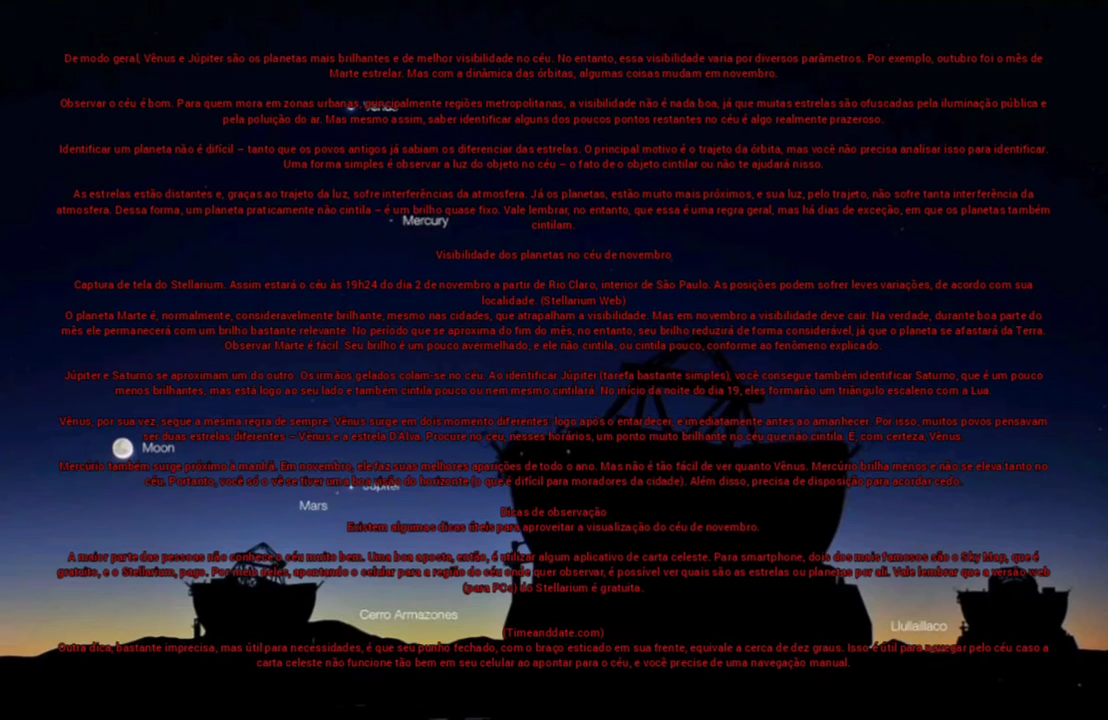 De modo geral, Vênus e Júpiter são os planetas mais brilhantes e de melhor visibilidade no céu. No entanto, essa visibilidade varia por diversos parâmetros. Por exemplo, outubro foi o mês de
Marte estrelar. Mas com a dinâmica das órbitas, algumas coisas mudam em novembro.
Observar o céu é bom. Para quem mora em zonas urbanas, principalmente regiões metropolitanas, a visibilidade não é nada boa, já que muitas estrelas são ofuscadas pela iluminação pública e
Venus
pela poluição do ar. Mas mesmo assim, saber identificar alguns dos poucos pontos restantes no céu é algo realmente prazeroso.
Identificar um planeta não é difícil – tanto que os povos antigos já sabiam os diferenciar das estrelas. O principal motivo é o trajeto da órbita, mas você não precisa analisar isso para identificar.
Uma forma simples é observar a luz do objeto no céu – o fato de o objeto cintilar ou não te ajudará nisso.
As estrelas estão distantes e, graças ao trajeto da luz, sofre interferências da atmosfera. Já os planetas, estão muito mais próximos, e sua luz, pelo trajeto, não sofre tanta interferência da
atmosfera. Dessa forma, um planeta praticamente não cintila – é um brilho quase fixo. Vale lembrar, no entanto, que essa é uma regra geral, mas há dias de exceção, em que os planetas também
Mercury
cintilam.
Visibilidade dos planetas no céu de novembro
Captura de tela do Stellarium. Assim estará o céu às 19h24 do dia 2 de novembro a partir de Rio Claro, interior de São Paulo. As posições podem sofrer leves variações, de acordo com sua
localidade. (Stellarium Web)
O planeta Marte é, normalmente, consideravelmente brilhante, mesmo nas cidades, que atrapalham a visibilidade. Mas em novembro a visibilidade deve cair. Na verdade, durante boa parte do
mês ele permanecerá com um brilho bastante relevante. No período que se aproxima do fim do mês, no entanto, seu brilho reduzirá de forma considerável, já que o planeta se afastará da Terra.
Observar Marte é fácil. Seu brilho é um pouco avermelhado, e ele não cintila, ou cintila pouco, conforme ao fenômeno explicado.
Júpiter e Saturno se aproximam um do outro. Os irmãos gelados colam-se no céu. Ao identificar Júpiter (tarefa bastante simples), você consegue também identificar Saturno, que é um pouco
menos brilhantes, mas está logo ao seu lado e também cintila pouco ou nem mesmo cintilará. No início da noite do dia 19, eles formarão um triângulo escaleno com a Lua.
Vênus, por sua vez, segue a mesma regra de sempre. Vênus surge em dois momento diferentes: logo após o entardecer, e imediatamente antes ao amanhecer. Por isso, muitos povos pensavam
ser duas estrelas diferentes – Vênus e a estrela D'Alva. Procure no céu, nesses horários, um ponto muito brilhante no céu que não cintila. É, com certeza, Vênus.
Moon
Mercúrio também surge próximo à manhã. Em novembro, ele faz suas melhores aparições de todo o ano. Mas não é tão fácil de ver quanto Vênus. Mercúrio brilha menos e não se eleva tanto no
céu. Portanto, você só o vê se tiver uma boa visão do horizonte (o que é difícil para moradores da cidade). Além disso, precisa de disposição para acordar cedo.
Jupiter
Mars
Dicas de observação
Existem algumas dicas úteis para aproveitar a visualização do céu de novembro.
A maior parte das pessoas não conhece o céu muito bem. Uma boa aposta, então, é utilizar algum aplicativo de carta celeste. Para smartphone, dois dos mais famosos são o Sky Map, que é
gratuito, e o Stellarium, pago. Por meio deles, apontando o celular para a região do céu onde quer observar, é possível ver quais são as estrelas ou planetas por ali. Vale lembrar que a versão web
(para PCs) do Stellarium é gratuita.
Cerro Armazones
Llullaillaco
(Timeanddate.com)
Outra dica, bastante imprecisa, mas útil para necessidades, é que seu punho fechado, com o braço esticado em sua frente, equivale a cerca de dez graus. Isso é útil para navegar pelo céu caso a
carta celeste não funcione tão bem em seu celular ao apontar para o céu, e você precise de uma navegação manual.